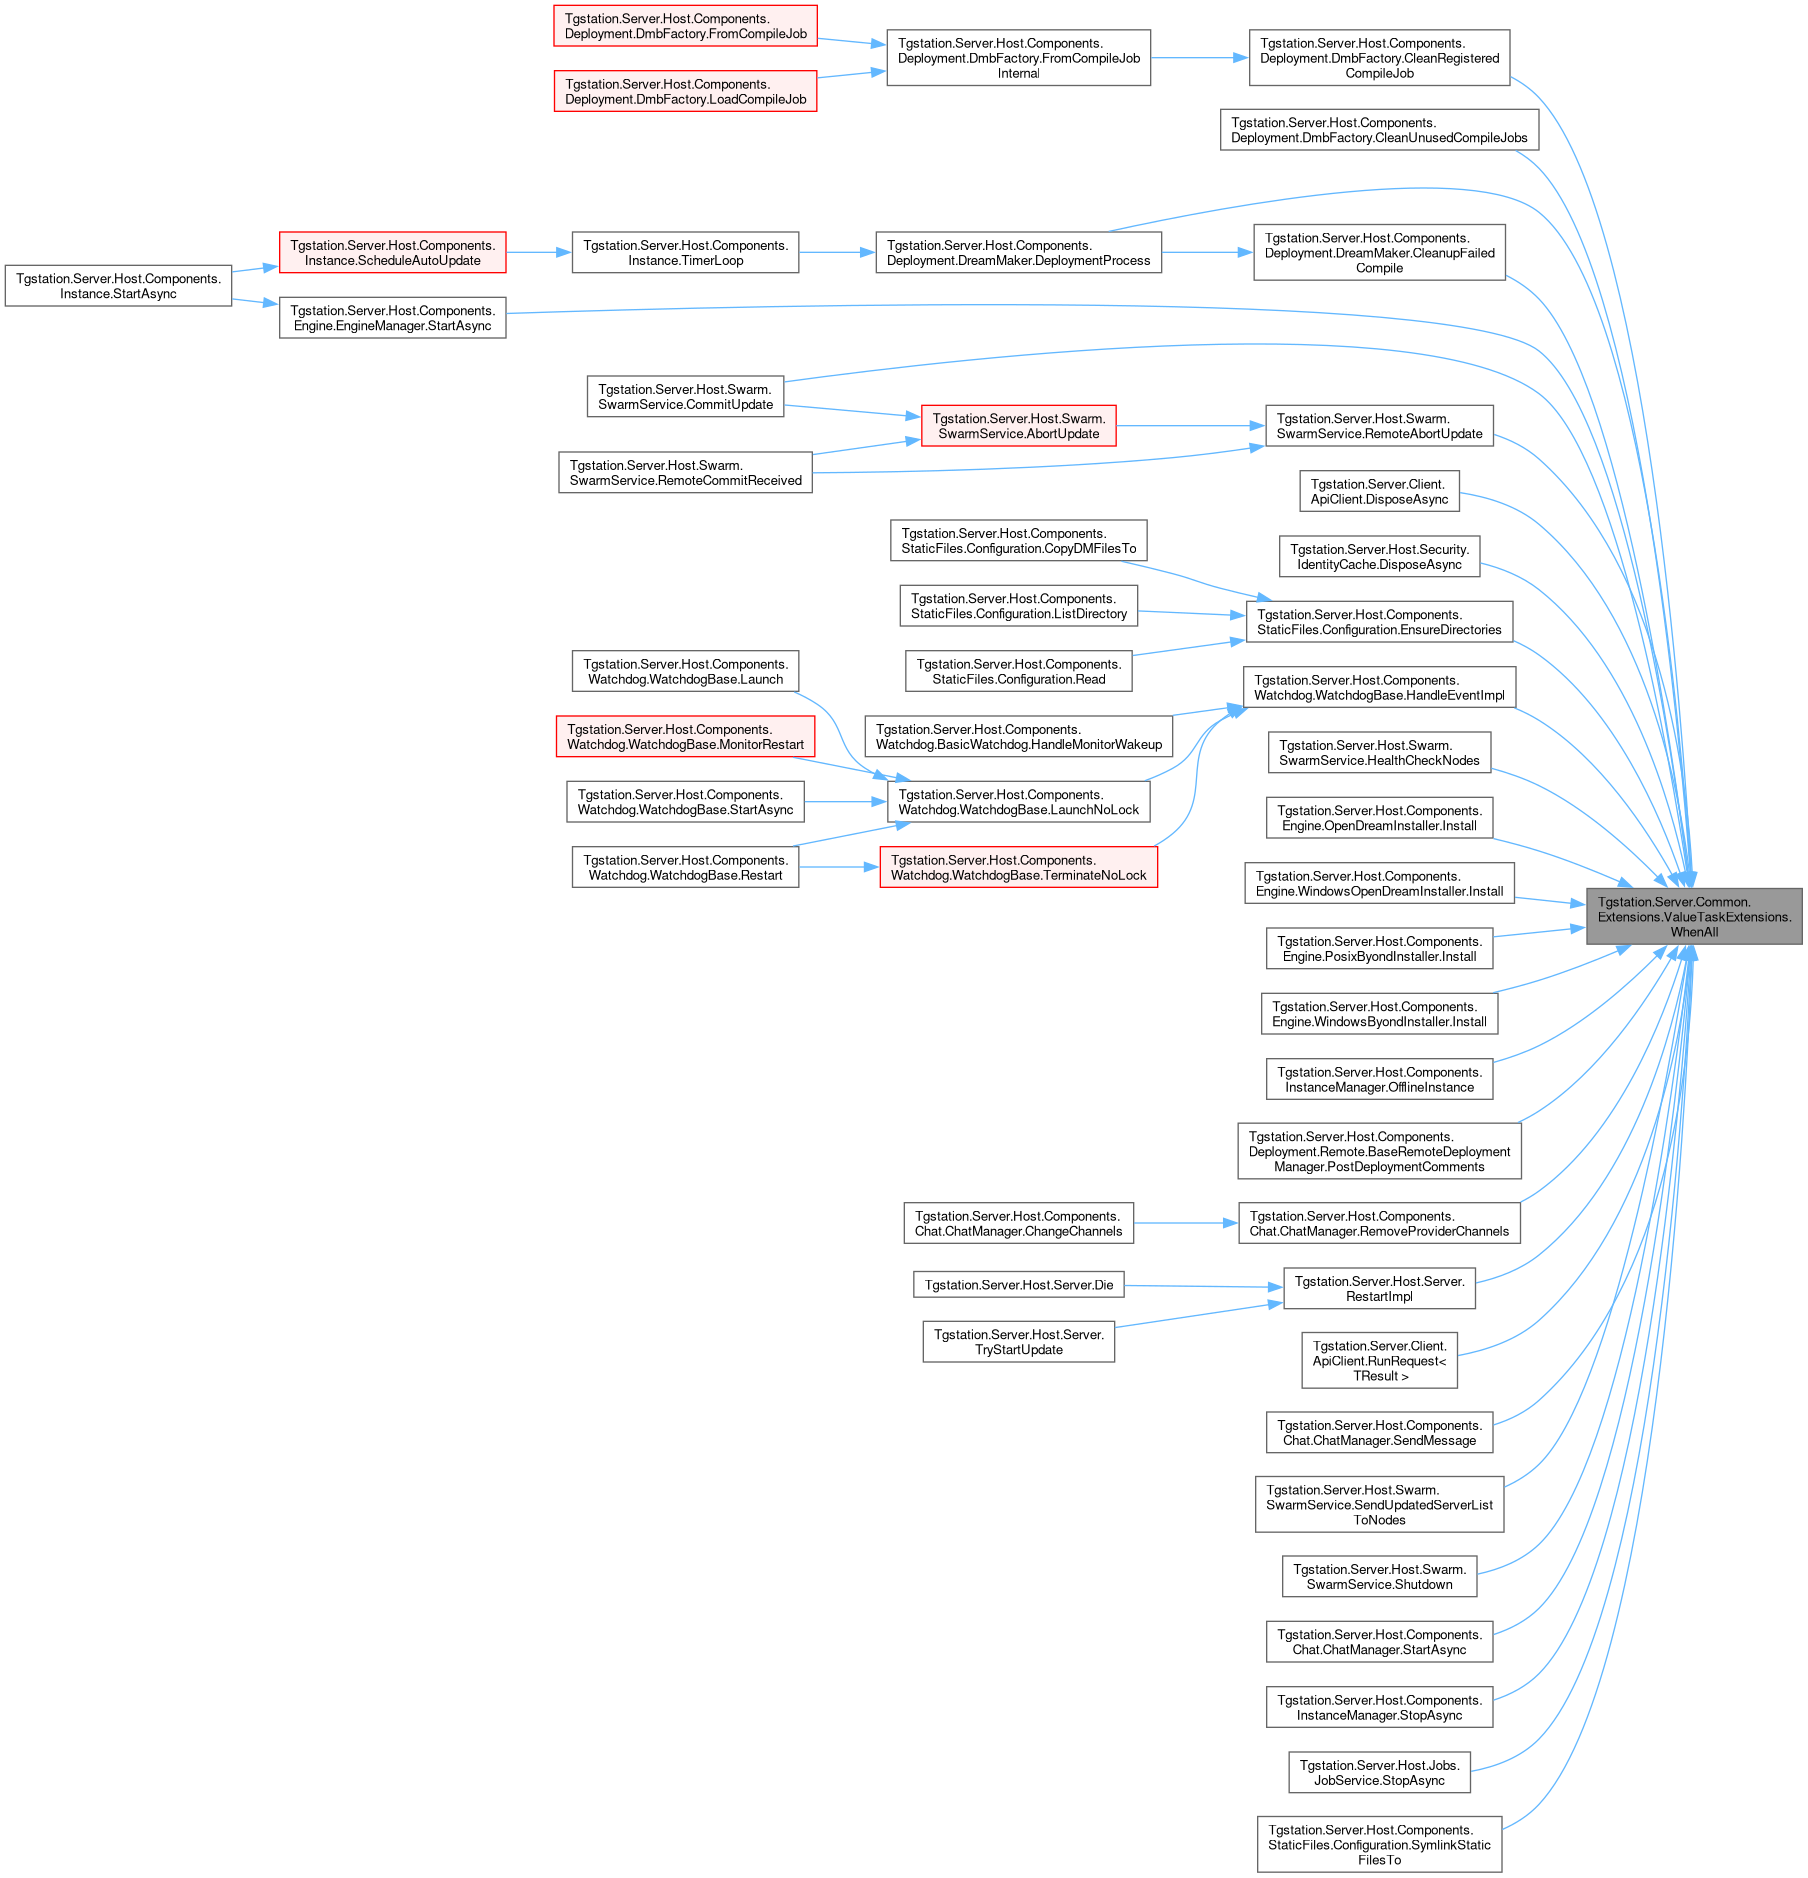 Tgstation.Server.Host.Components.
Deployment.DmbFactory.FromCompileJob
Tgstation.Server.Host.Components.
Deployment.DmbFactory.LoadCompileJob
Tgstation.Server.Host.Components.
Deployment.DmbFactory.FromCompileJob
Internal
Tgstation.Server.Host.Components.
Deployment.DmbFactory.CleanRegistered
CompileJob
Tgstation.Server.Host.Components.
Deployment.DmbFactory.CleanUnusedCompileJobs
Tgstation.Server.Host.Components.
Instance.StartAsync
Tgstation.Server.Host.Components.
Instance.ScheduleAutoUpdate
Tgstation.Server.Host.Components.
Instance.TimerLoop
Tgstation.Server.Host.Components.
Deployment.DreamMaker.DeploymentProcess
Tgstation.Server.Host.Components.
Deployment.DreamMaker.CleanupFailed
Compile
Tgstation.Server.Host.Components.
Engine.EngineManager.StartAsync
Tgstation.Server.Host.Swarm.
SwarmService.CommitUpdate
Tgstation.Server.Host.Swarm.
SwarmService.AbortUpdate
Tgstation.Server.Host.Swarm.
SwarmService.RemoteAbortUpdate
Tgstation.Server.Host.Swarm.
SwarmService.RemoteCommitReceived
Tgstation.Server.Client.
ApiClient.DisposeAsync
Tgstation.Server.Host.Components.
StaticFiles.Configuration.CopyDMFilesTo
Tgstation.Server.Host.Security.
IdentityCache.DisposeAsync
Tgstation.Server.Host.Components.
StaticFiles.Configuration.ListDirectory
Tgstation.Server.Host.Components.
StaticFiles.Configuration.EnsureDirectories
Tgstation.Server.Host.Components.
StaticFiles.Configuration.Read
Tgstation.Server.Host.Components.
Watchdog.WatchdogBase.Launch
Tgstation.Server.Host.Components.
Watchdog.WatchdogBase.HandleEventImpl
Tgstation.Server.Host.Components.
Watchdog.WatchdogBase.MonitorRestart
Tgstation.Server.Host.Components.
Watchdog.BasicWatchdog.HandleMonitorWakeup
Tgstation.Server.Host.Swarm.
SwarmService.HealthCheckNodes
Tgstation.Server.Host.Components.
Watchdog.WatchdogBase.StartAsync
Tgstation.Server.Host.Components.
Watchdog.WatchdogBase.LaunchNoLock
Tgstation.Server.Host.Components.
Engine.OpenDreamInstaller.Install
Tgstation.Server.Host.Components.
Watchdog.WatchdogBase.Restart
Tgstation.Server.Host.Components.
Watchdog.WatchdogBase.TerminateNoLock
Tgstation.Server.Host.Components.
Engine.WindowsOpenDreamInstaller.Install
Tgstation.Server.Common.
Extensions.ValueTaskExtensions.
WhenAll
Tgstation.Server.Host.Components.
Engine.PosixByondInstaller.Install
Tgstation.Server.Host.Components.
Engine.WindowsByondInstaller.Install
Tgstation.Server.Host.Components.
InstanceManager.OfflineInstance
Tgstation.Server.Host.Components.
Deployment.Remote.BaseRemoteDeployment
Manager.PostDeploymentComments
Tgstation.Server.Host.Components.
Chat.ChatManager.ChangeChannels
Tgstation.Server.Host.Components.
Chat.ChatManager.RemoveProviderChannels
Tgstation.Server.Host.Server.Die
Tgstation.Server.Host.Server.
RestartImpl
Tgstation.Server.Host.Server.
TryStartUpdate
Tgstation.Server.Client.
ApiClient.RunRequest<
TResult >
Tgstation.Server.Host.Components.
Chat.ChatManager.SendMessage
Tgstation.Server.Host.Swarm.
SwarmService.SendUpdatedServerList
ToNodes
Tgstation.Server.Host.Swarm.
SwarmService.Shutdown
Tgstation.Server.Host.Components.
Chat.ChatManager.StartAsync
Tgstation.Server.Host.Components.
InstanceManager.StopAsync
Tgstation.Server.Host.Jobs.
JobService.StopAsync
Tgstation.Server.Host.Components.
StaticFiles.Configuration.SymlinkStatic
FilesTo